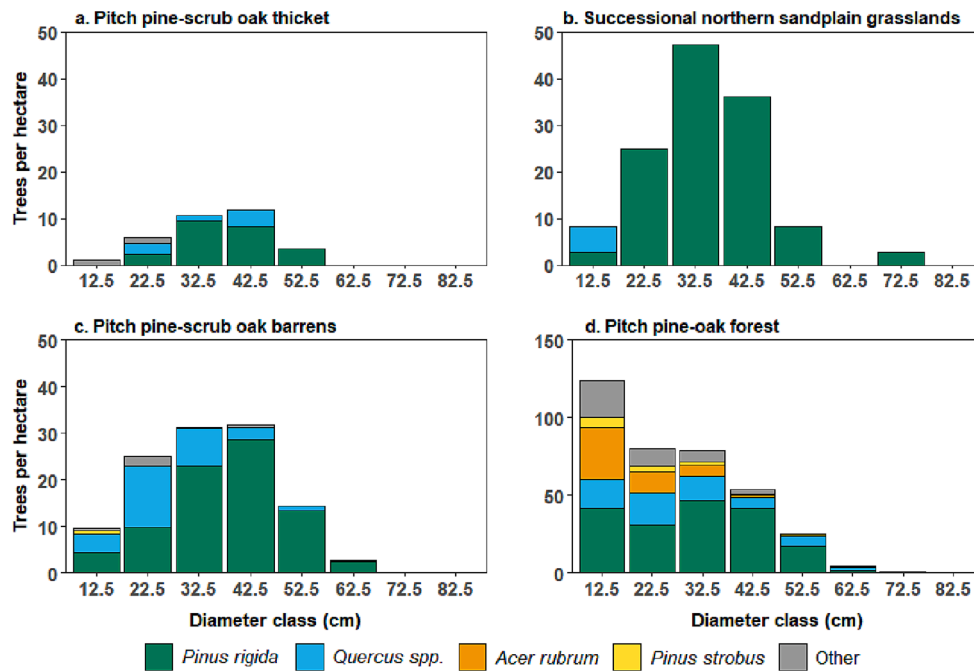 a. Pitch pine-scrub oak thicket
Trees per hectare
50
40
30
20
10
0
12.5 22.5 32.5 42.5 52.5 62.5 72.5 82.5
b. Successional northern sandplain grasslands
50
40
30
20
10
0
12.5 22.5 32.5 42.5 52.5 62.5 72.5 82.5
c. Pitch pine-scrub oak barrens
Trees per hectare
50
40
30
20
10
0
12.5 22.5 32.5 42.5 52.5 62.5 72.5 82.5
Diameter class (cm)
d. Pitch pine-oak forest
150
100
50
0
12.5 22.5 32.5 42.5 52.5 62.5 72.5 82.5
Diameter class (cm)
Pinus rigida Quercus spp. Acer rubrum Pinus strobus Other